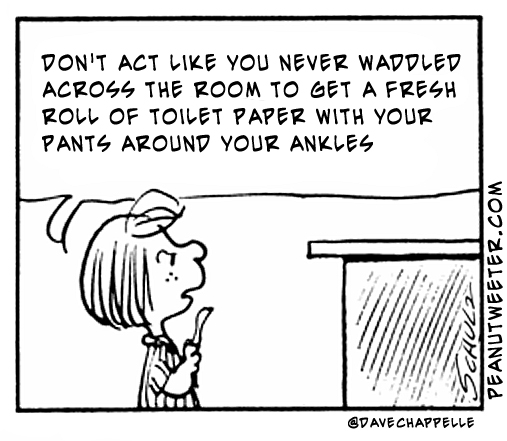 DON'T ACT LIKE YOU NEVER WADDLED
ACROSS THE ROOM TO GET A FRESH
ROLL OF TOILET PAPER WITH YOUR
PANTS AROUND YOUR ANKLES
SCHULZ
PEANUTWEETER.COM
@DAVECHAPPELLE